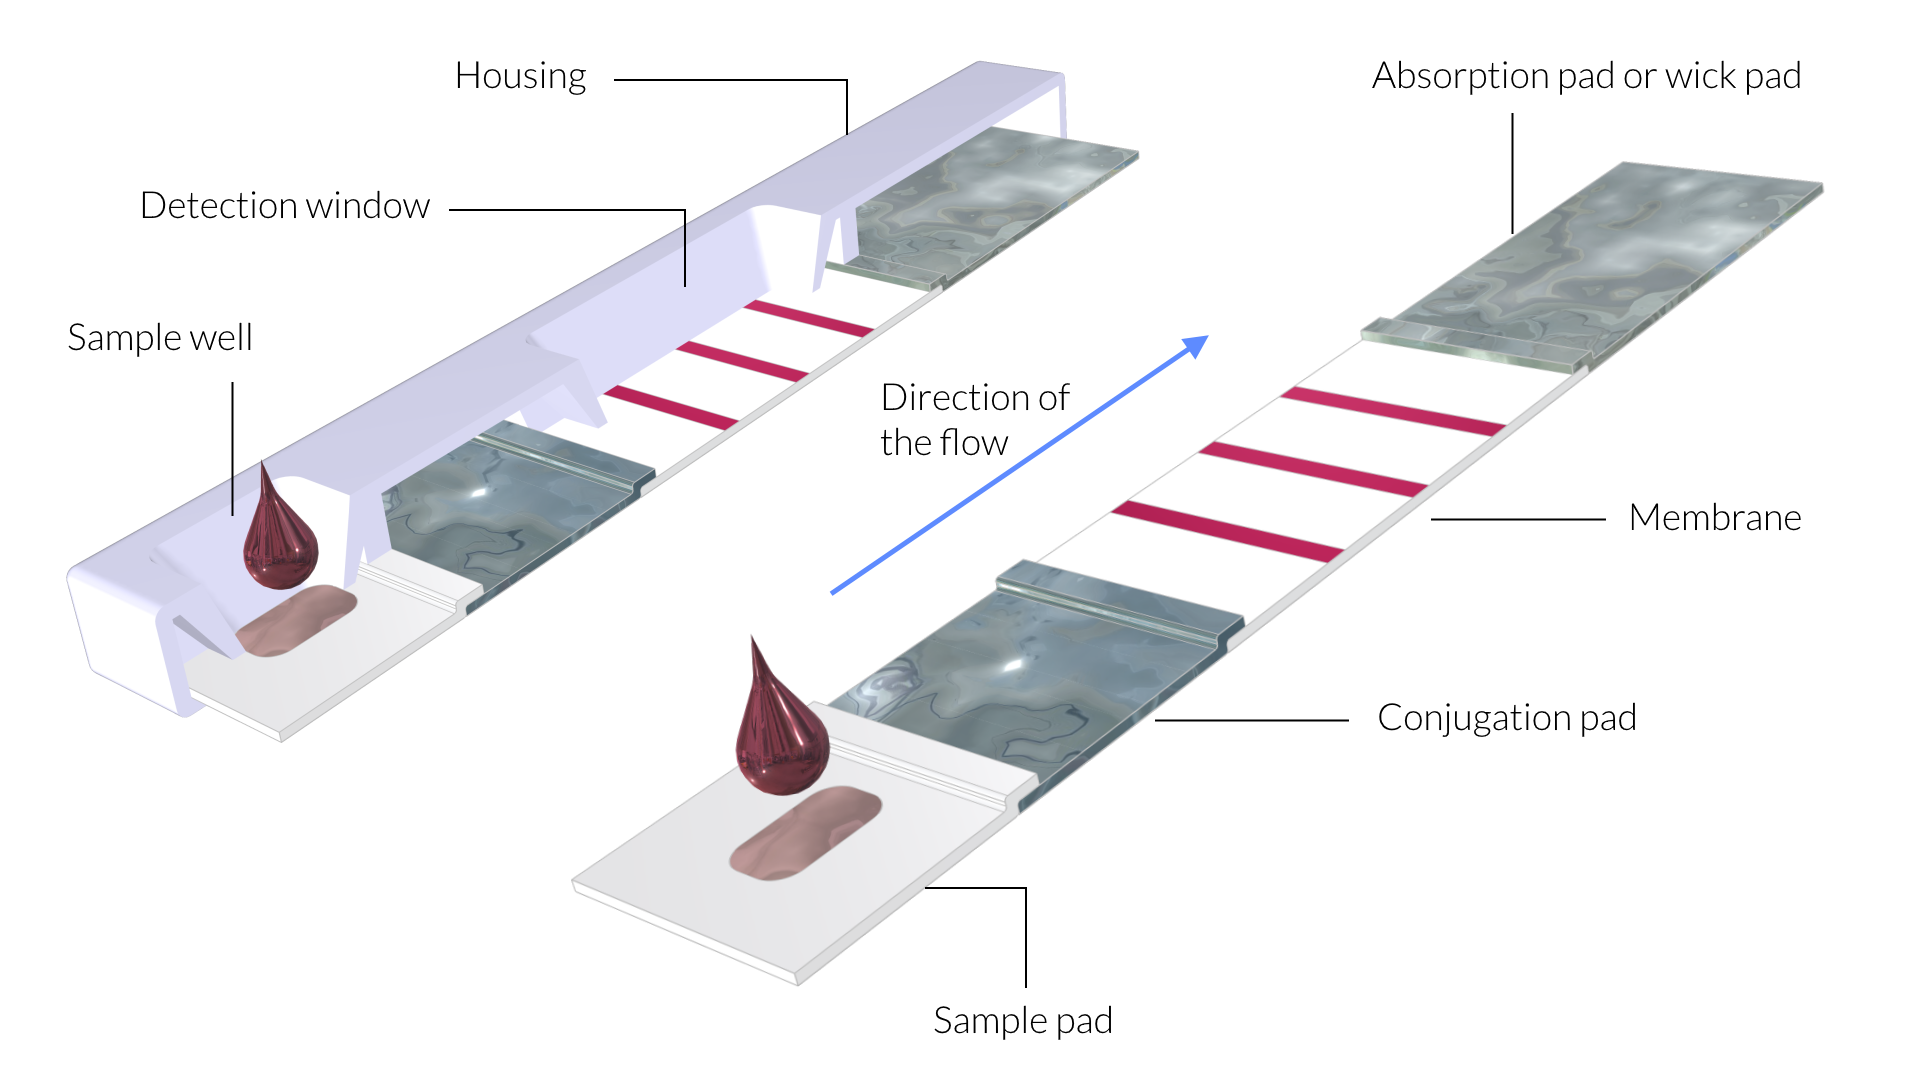 Housing
Absorption pad or wick pad
Detection window
Sample well
Direction of
the flow
Membrane
Conjugation pad
Sample pad